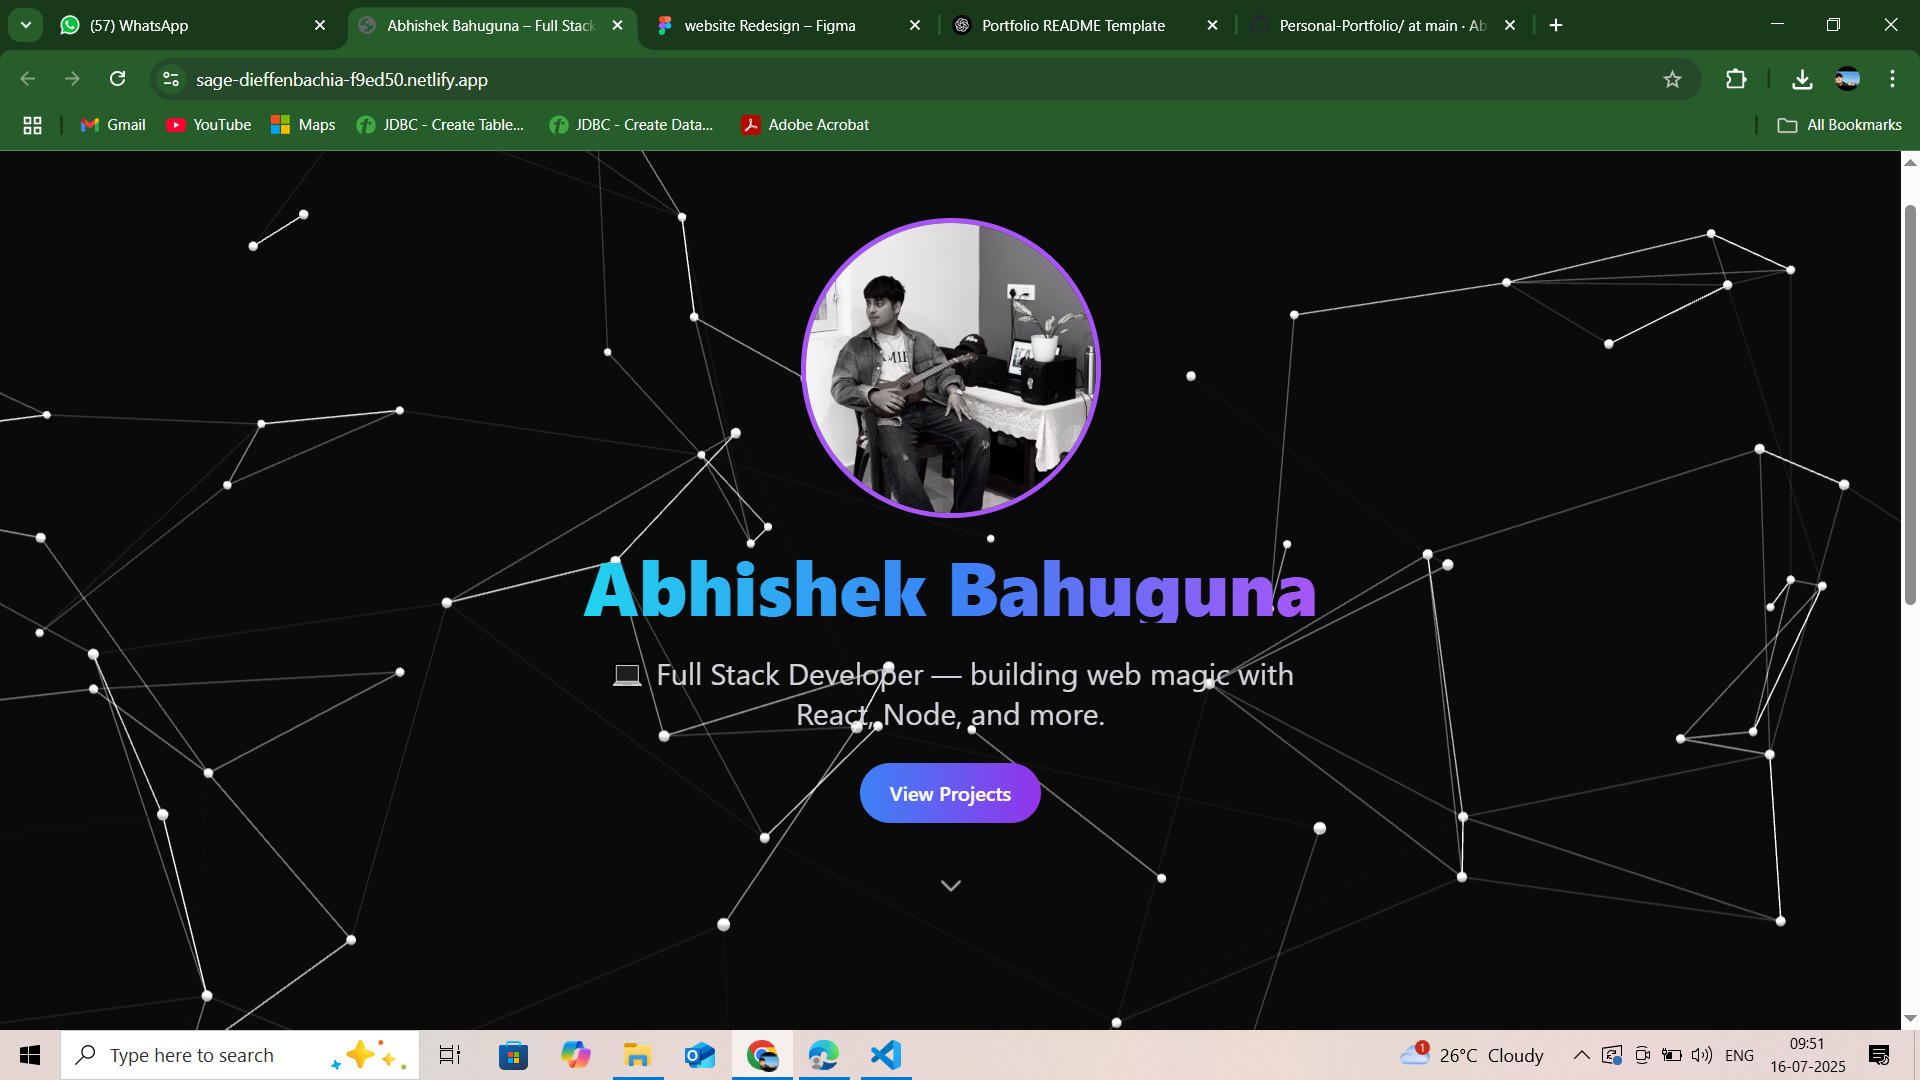 (57) WhatsApp
Abhishek Bahuguna – Full Stack
website Redesign – Figma
Portfolio README Template
Personal-Portfolio/ at main · Ab
sage-dieffenbachia-f9ed50.netlify.app
Gmail
YouTube
Maps
JDBC - Create Table...
JDBC - Create Data...
Adobe Acrobat
All Bookmarks
Abhishek Bahuguna
💻 Full Stack Developer — building web magic with
React, Node, and more.
View Projects
Type here to search
1
26°C Cloudy
ENG
09:51
16-07-2025